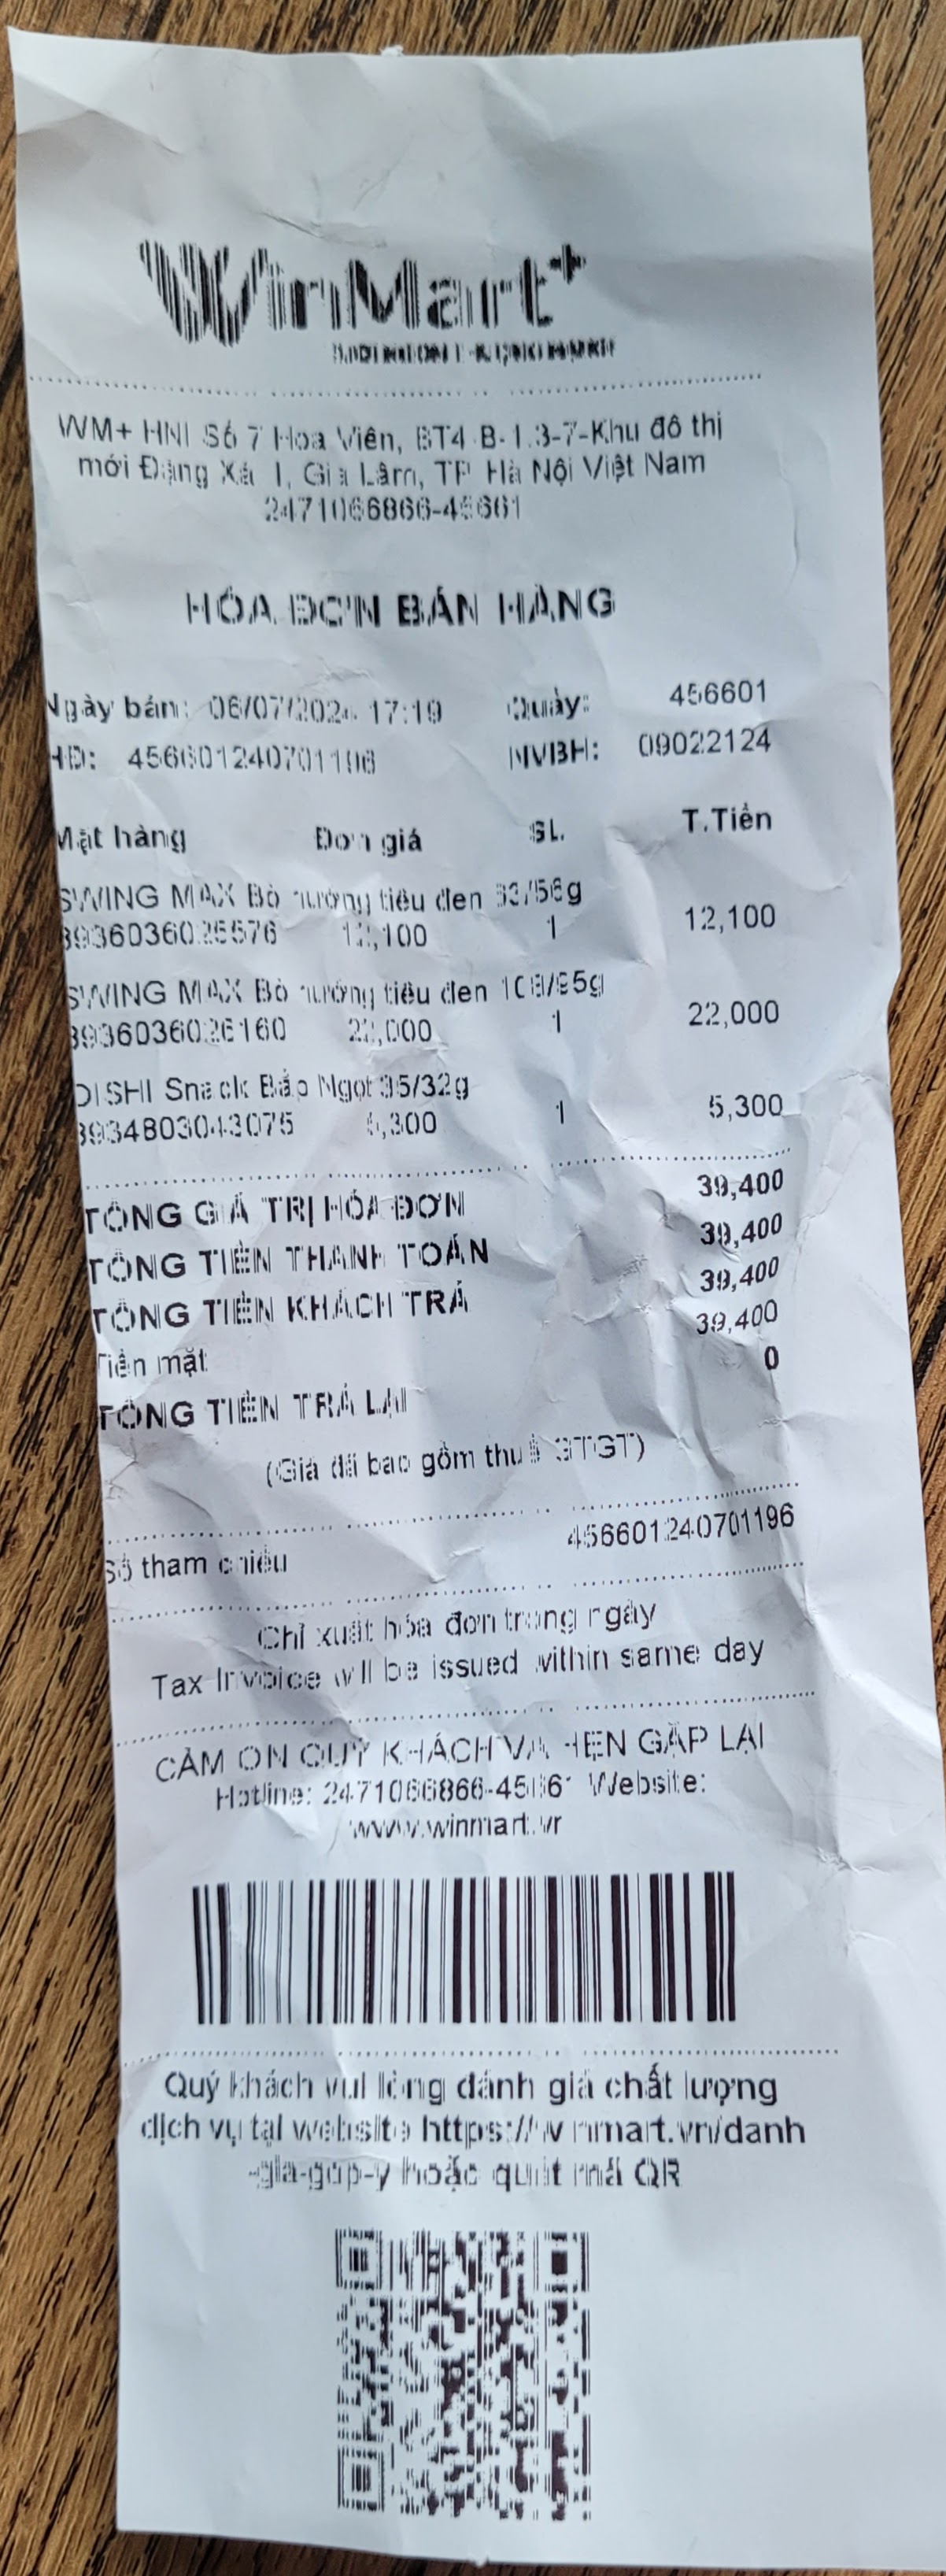 WinMart+
WM+ HNI Số 7 Hoa Viên, BT4-B-1.3-7-Khu đô thị
mới Đặng Xá 1, Gia Lâm, TP Hà Nội Việt Nam
2471066866-45661
HÓA ĐƠN BÁN HÀNG
Ngày bán: 06/07/2024 17:19 Quầy: 456601
HD: 456601240701196 NVBH: 09022124
Mặt hàng Đơn giá SL T.Tiền
SWING MAX Bò nướng tiêu đen 63/56g
8936036026576 12,100 1 12,100
SWING MAX Bò nướng tiêu đen 108/95g
8936036026160 22,000 1 22,000
OISHI Snack Bắp Ngọt 35/32g
8934803043075 5,300 1 5,300
TỔNG GIÁ TRỊ HÓA ĐƠN 39,400
TỔNG TIỀN THANH TOÁN 39,400
TỔNG TIỀN KHÁCH TRẢ 39,400
Tiền mặt 39,400
TỔNG TIỀN TRẢ LẠI 0
(Giá đã bao gồm thuế GTGT)
Số tham chiếu 456601240701196
Chỉ xuất hóa đơn trong ngày
Tax Invoice will be issued within same day
CẢM ƠN QUÝ KHÁCH VÀ HẸN GẶP LẠI
Hotline: 2471066866-45661 Website:
www.winmart.vn
Quý khách vui lòng đánh giá chất lượng
dịch vụ tại website https://winmart.vn/danh
-gia-gop-y hoặc quét mã QR